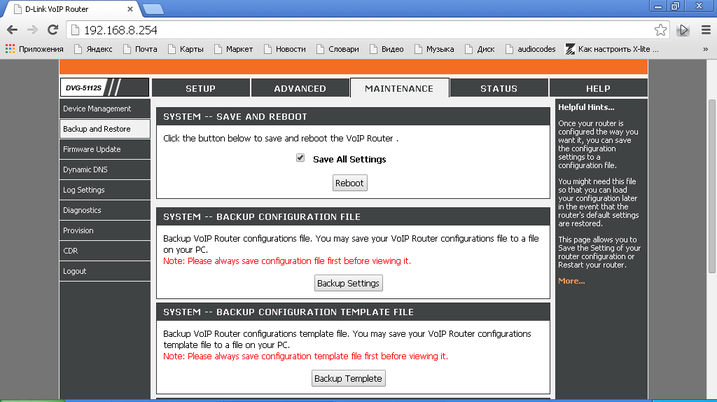 D-Link VoIP Router
192.168.8.254
Приложения Яндекс Почта Карты Маркет Новости Словари Видео Музыка Диск audiocodes Как настроить X-lite ...
DVG-5112S
SETUP ADVANCED MAINTENANCE STATUS HELP
Device Management
Backup and Restore
Firmware Update
Dynamic DNS
Log Settings
Diagnostics
Provision
CDR
Logout
SYSTEM -- SAVE AND REBOOT
Click the button below to save and reboot the VoIP Router .
Save All Settings
Reboot
SYSTEM -- BACKUP CONFIGURATION FILE
Backup VoIP Router configurations file. You may save your VoIP Router configurations file to a file
on your PC.
Note: Please always save configuration file first before viewing it.
Backup Settings
SYSTEM -- BACKUP CONFIGURATION TEMPLATE FILE
Backup VoIP Router configurations template file. You may save your VoIP Router configurations
template file to a file on your PC.
Note: Please always save configuration template file first before viewing it.
Backup Templete
Helpful Hints...
Once your router is
configured the way you
want it, you can save
the configuration
settings to a
configuration file.
You might need this file
so that you can load
your configuration later
in the event that the
router's default settings
are restored.
This page allows you to
Save the Setting of your
router configuration or
Restart your router.
More...